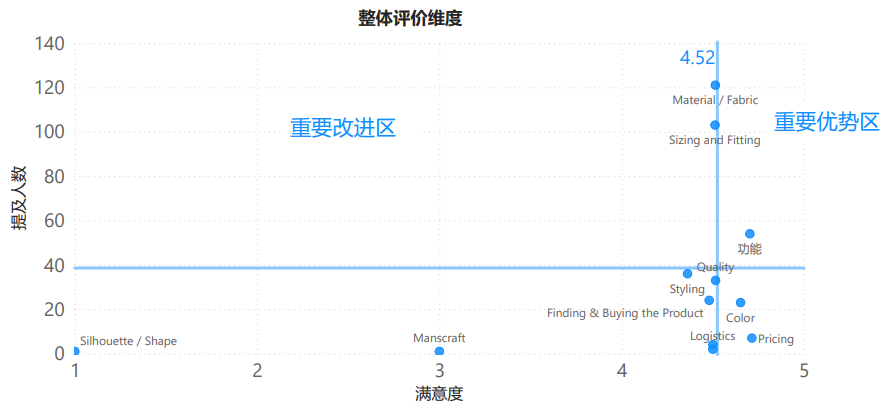 整体评价维度
140
4.52
120
Material / Fabric
重要改进区
重要优势区
100
Sizing and Fitting
提及人数
80
60
功能
40
Quality
Styling
20
Finding & Buying the Product
Color
Silhouette / Shape
Manscraft
Logistics
Pricing
0
1
2
3
4
5
满意度